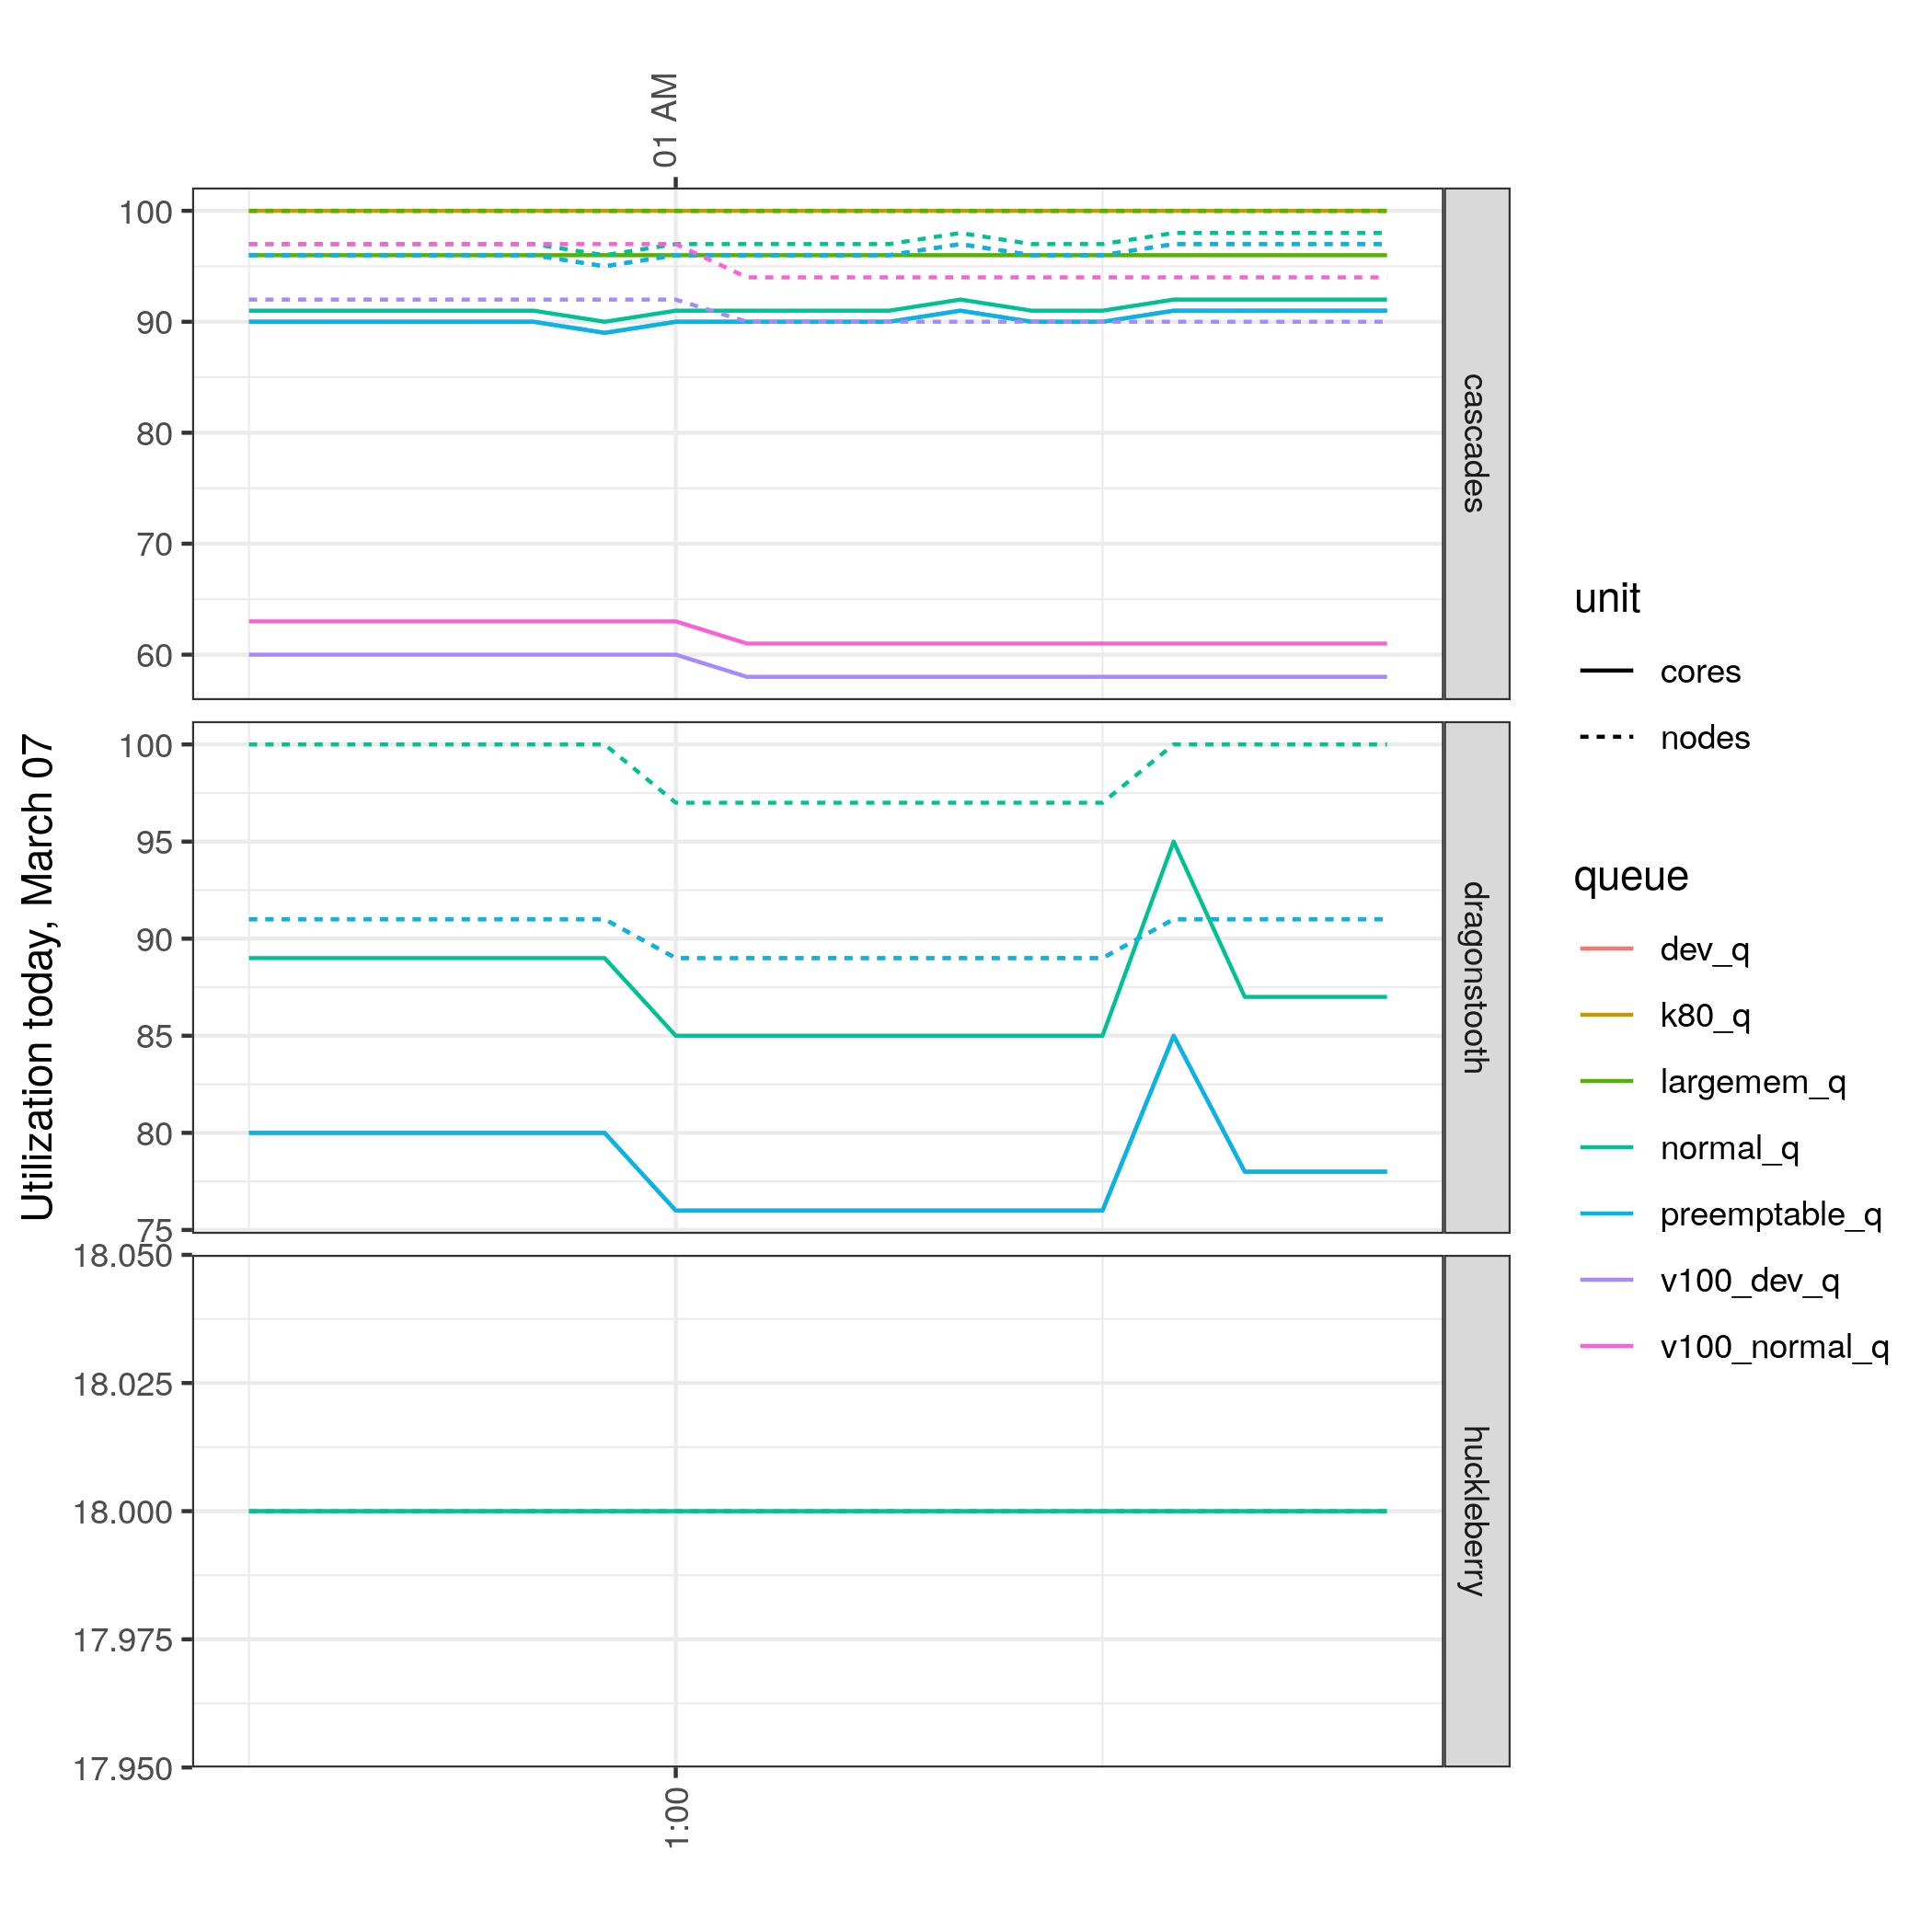 01 AM
100
90
80
70
60
cascades
100
95
90
85
80
75
dragonstooth
18.050
18.025
18.000
17.975
17.950
huckleberry
1:00
Utilization today, March 07
unit
cores
nodes
queue
dev_q
k80_q
largemem_q
normal_q
preemptable_q
v100_dev_q
v100_normal_q